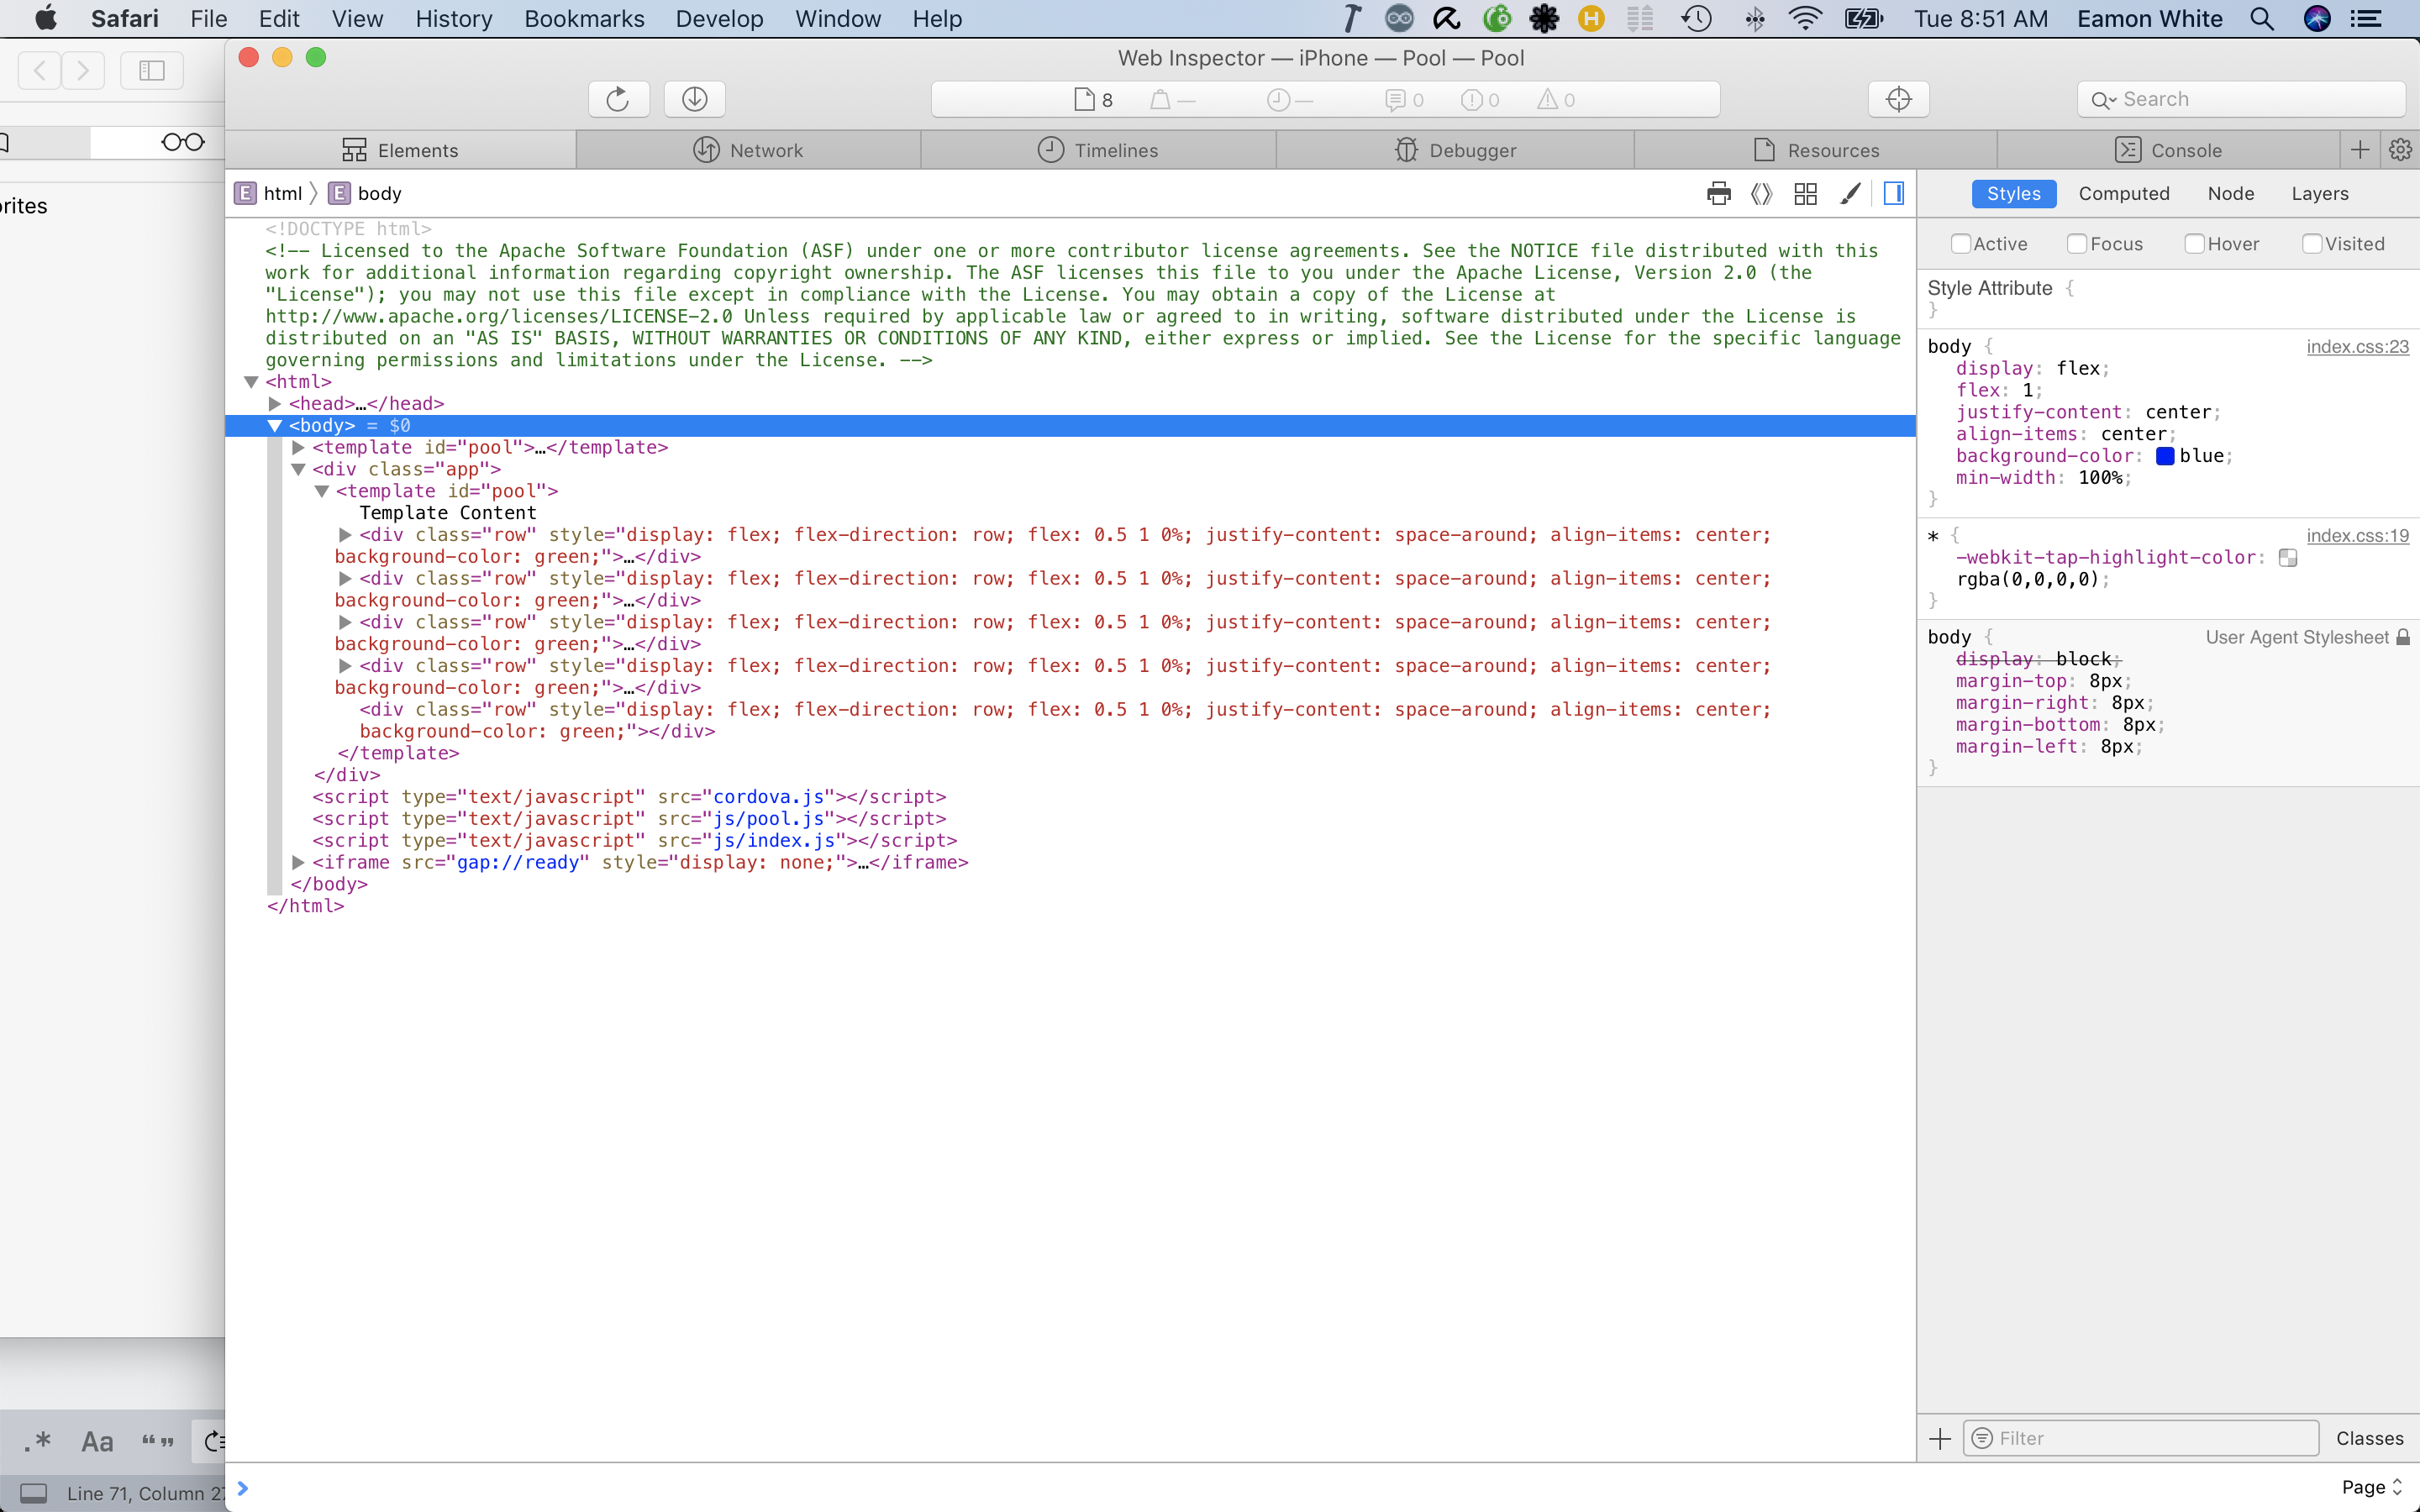 Safari File Edit View History Bookmarks Develop Window Help Tue 8:51 AM Eamon White
Web Inspector — iPhone — Pool — Pool
8 — — 0 0 0 Search
Elements Network Timelines Debugger Resources Console
E html E body
Styles Computed Node Layers
rites
Active Focus Hover Visited
<!DOCTYPE html>
<!-- Licensed to the Apache Software Foundation (ASF) under one or more contributor license agreements. See the NOTICE file distributed with this
work for additional information regarding copyright ownership. The ASF licenses this file to you under the Apache License, Version 2.0 (the
"License"); you may not use this file except in compliance with the License. You may obtain a copy of the License at
http://www.apache.org/licenses/LICENSE-2.0 Unless required by applicable law or agreed to in writing, software distributed under the License is
distributed on an "AS IS" BASIS, WITHOUT WARRANTIES OR CONDITIONS OF ANY KIND, either express or implied. See the License for the specific language
governing permissions and limitations under the License. -->
<html>
<head>…</head>
<body> = $0
<template id="pool">…</template>
<div class="app">
<template id="pool">
Template Content
<div class="row" style="display: flex; flex-direction: row; flex: 0.5 1 0%; justify-content: space-around; align-items: center;
background-color: green;">…</div>
<div class="row" style="display: flex; flex-direction: row; flex: 0.5 1 0%; justify-content: space-around; align-items: center;
background-color: green;">…</div>
<div class="row" style="display: flex; flex-direction: row; flex: 0.5 1 0%; justify-content: space-around; align-items: center;
background-color: green;">…</div>
<div class="row" style="display: flex; flex-direction: row; flex: 0.5 1 0%; justify-content: space-around; align-items: center;
background-color: green;">…</div>
<div class="row" style="display: flex; flex-direction: row; flex: 0.5 1 0%; justify-content: space-around; align-items: center;
background-color: green;"></div>
</template>
</div>
<script type="text/javascript" src="cordova.js"></script>
<script type="text/javascript" src="js/pool.js"></script>
<script type="text/javascript" src="js/index.js"></script>
<iframe src="gap://ready" style="display: none;">…</iframe>
</body>
</html>
Style Attribute {
}
body { index.css:23
display: flex;
flex: 1;
justify-content: center;
align-items: center;
background-color: blue;
min-width: 100%;
}
* { index.css:19
-webkit-tap-highlight-color:
rgba(0,0,0,0);
}
body { User Agent Stylesheet
display: block;
margin-top: 8px;
margin-right: 8px;
margin-bottom: 8px;
margin-left: 8px;
}
.* Aa “ ”
Filter Classes
Line 71, Column
> Page